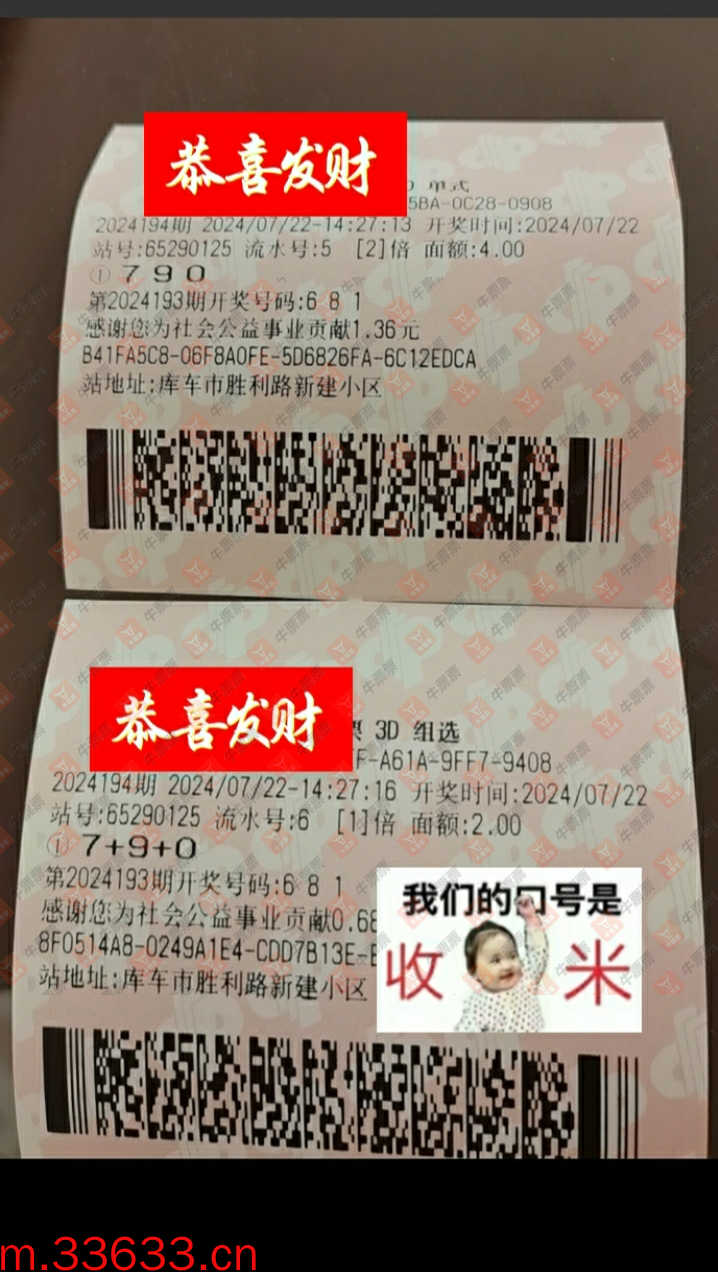 恭喜发财
D 单式
5BA-0C28-0908
2024194期 2024/07/22-14:27:13 开奖时间:2024/07/22
站号:65290125 流水号:5 [2]倍 面额:4.00
① 7 9 0
第2024193期开奖号码:6 8 1
感谢您为社会公益事业贡献1.36元
B41FA5C8-06F8A0FE-5D6826FA-6C12EDCA
站地址:库车市胜利路新建小区
恭喜发财
票 3D 组选
F-A61A-9FF7-9408
2024194期 2024/07/22-14:27:16 开奖时间:2024/07/22
站号:65290125 流水号:6 [1]倍 面额:2.00
① 7+9+0
第2024193期开奖号码:6 8 1
感谢您为社会公益事业贡献0.68
8F0514A8-0249A1E4-CDD7B13E-
站地址:库车市胜利路新建小区
我们的口号是
收 米
牛票票
m.33633.cn